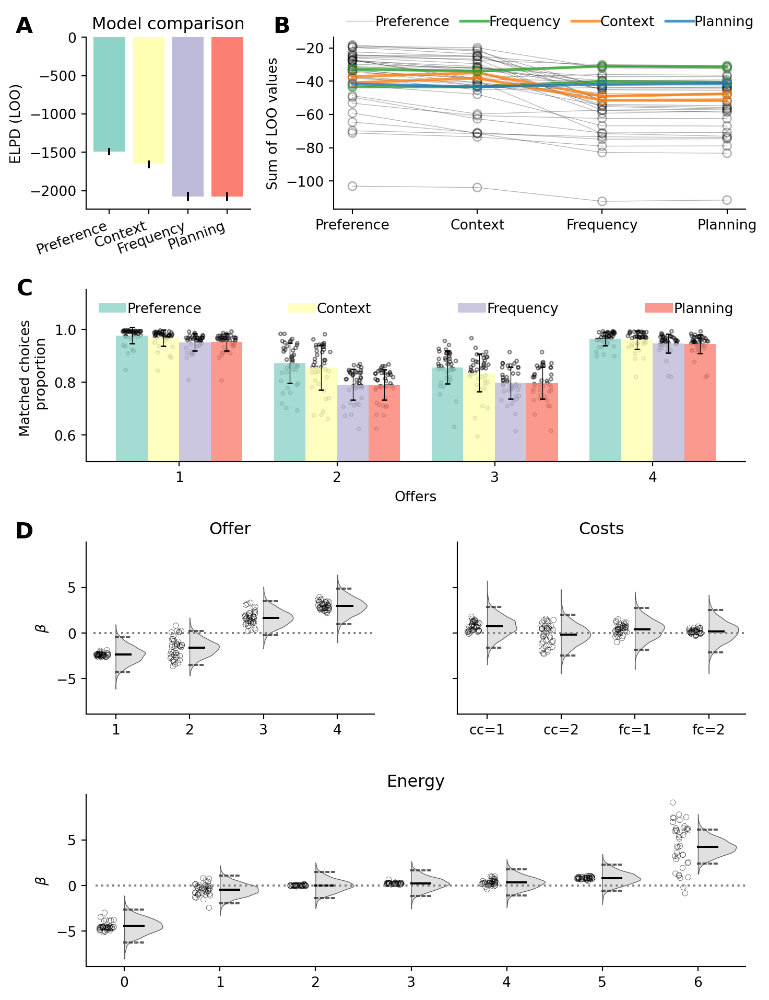 A
Model comparison
0
−500
−1000
−1500
−2000
ELPD (LOO)
Preference
Context
Frequency
Planning
B
Preference Frequency Context Planning
−20
−40
−60
−80
−100
Sum of LOO values
Preference Context Frequency Planning
C
Preference Context Frequency Planning
1.0
0.8
0.6
Matched choices
proportion
1 2 3 4
Offers
D
Offer
5
0
−5
β
1 2 3 4
Costs
cc=1 cc=2 fc=1 fc=2
Energy
5
0
−5
β
0 1 2 3 4 5 6